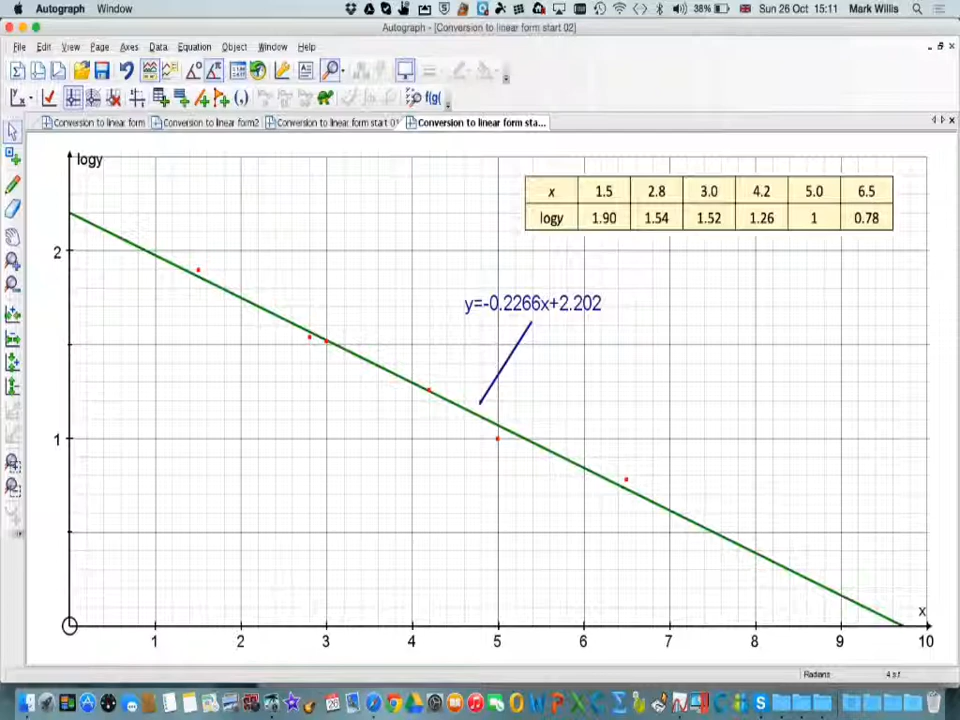 Autograph Window 38% Sun 26 Oct 15:11 Mark Willis
Autograph - [Conversion to linear form start 02]
File Edit View Page Axes Data Equation Object Window Help
f(g(
Conversion to linear form Conversion to linear form2 Conversion to linear form start 01 Conversion to linear form sta...
logy
x 1.5 2.8 3.0 4.2 5.0 6.5
logy 1.90 1.54 1.52 1.26 1 0.78
2
y=-0.2266x+2.202
1
x
1 2 3 4 5 6 7 8 9 10
Radians